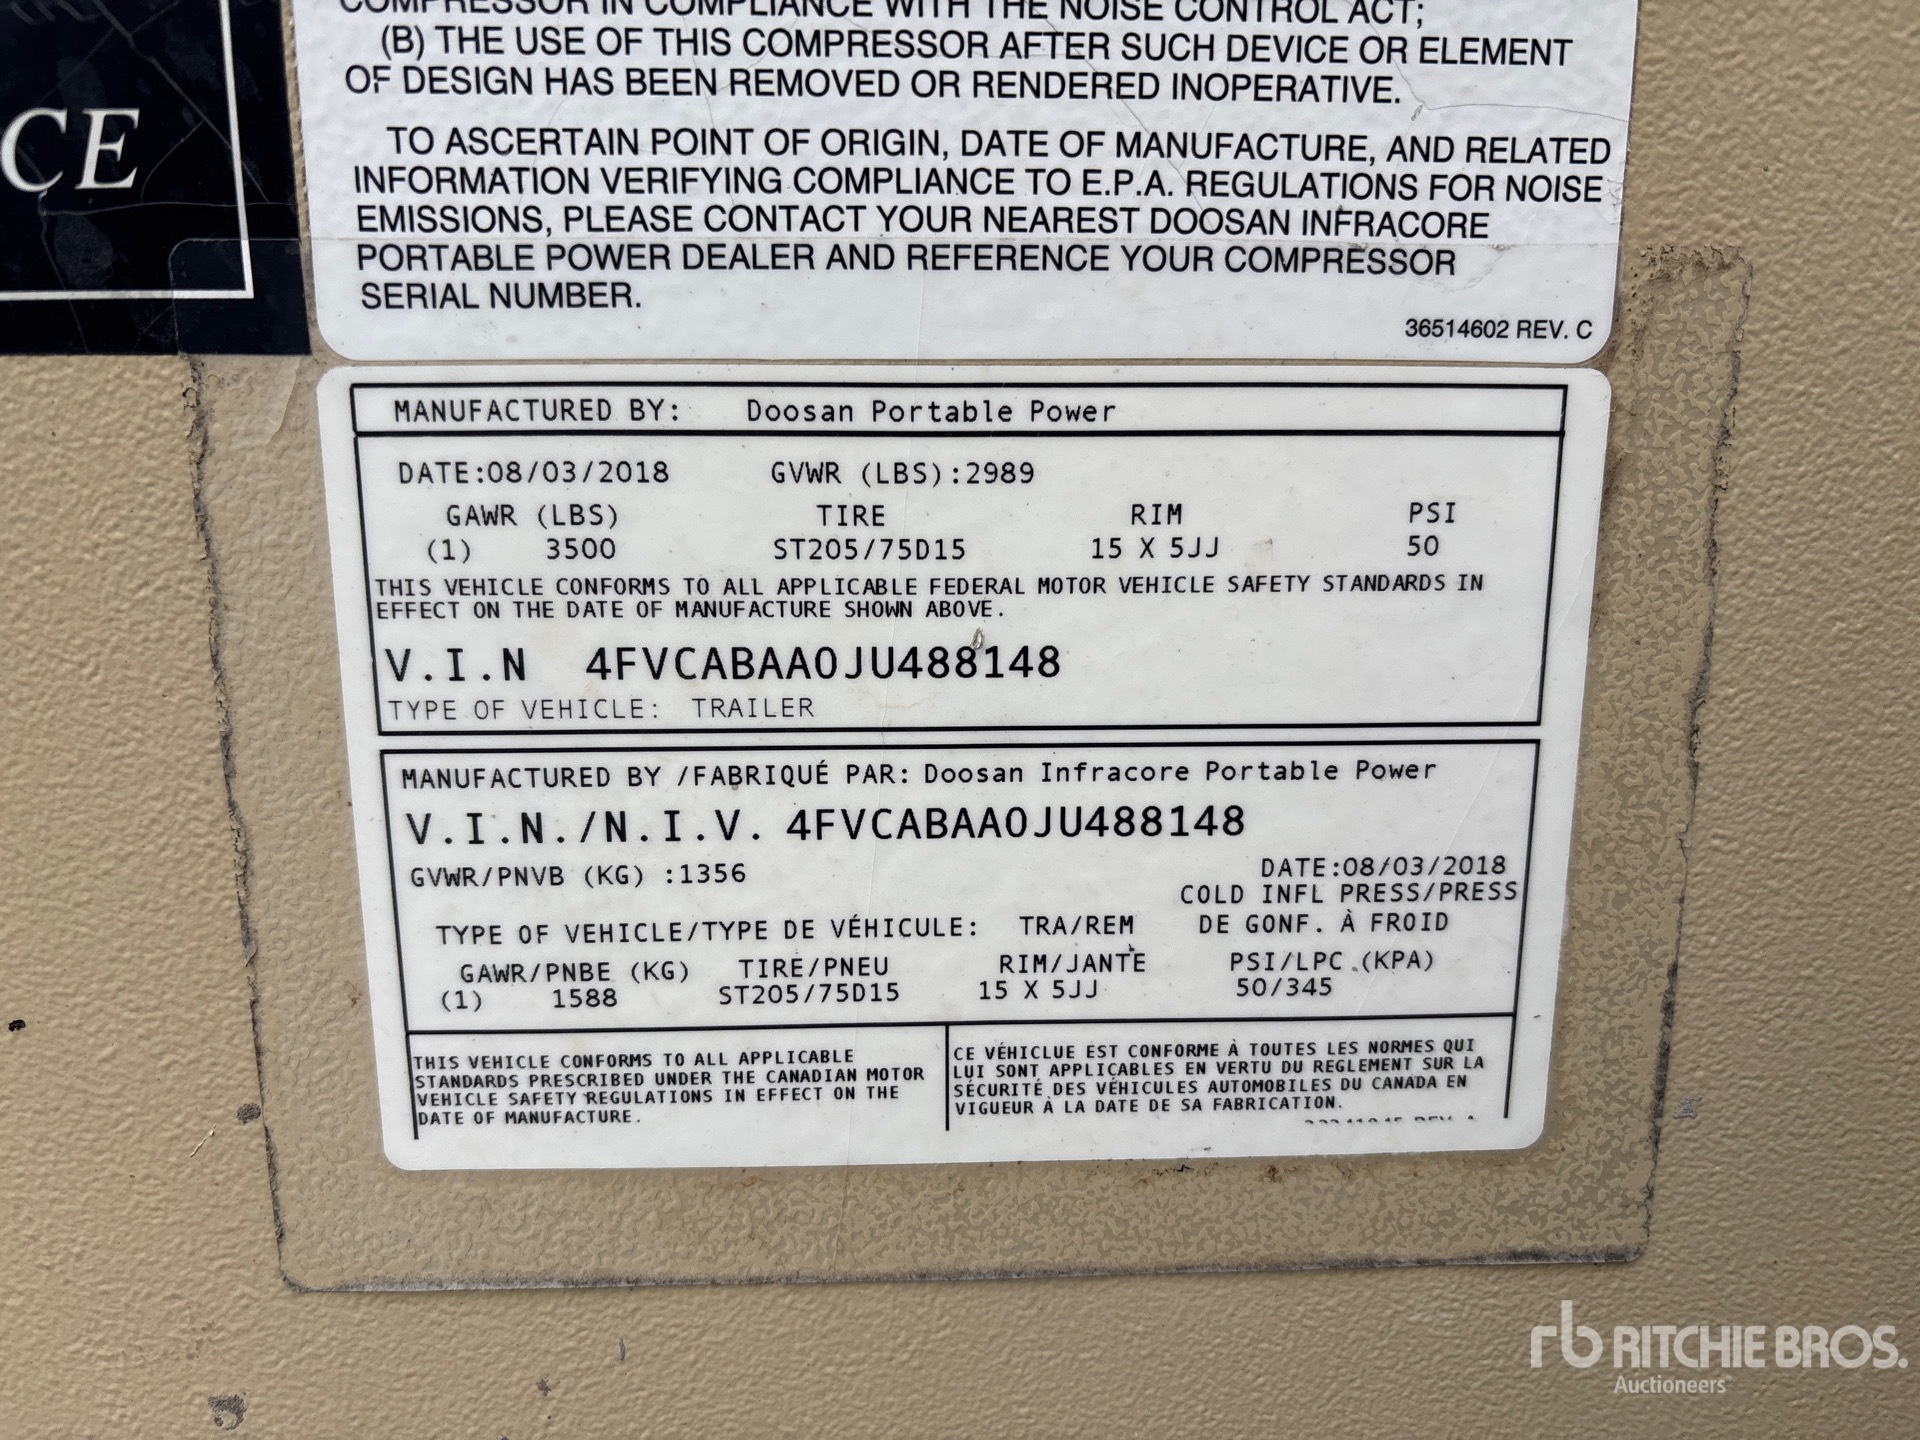 COMPRESSOR IN COMPLIANCE WITH THE NOISE CONTROL ACT;
(B) THE USE OF THIS COMPRESSOR AFTER SUCH DEVICE OR ELEMENT
OF DESIGN HAS BEEN REMOVED OR RENDERED INOPERATIVE.
CE
TO ASCERTAIN POINT OF ORIGIN, DATE OF MANUFACTURE, AND RELATED
INFORMATION VERIFYING COMPLIANCE TO E.P.A. REGULATIONS FOR NOISE
EMISSIONS, PLEASE CONTACT YOUR NEAREST DOOSAN INFRACORE
PORTABLE POWER DEALER AND REFERENCE YOUR COMPRESSOR
SERIAL NUMBER.
36514602 REV. C
MANUFACTURED BY: Doosan Portable Power
DATE:08/03/2018 GVWR (LBS):2989
GAWR (LBS) TIRE RIM PSI
(1) 3500 ST205/75D15 15 X 5JJ 50
THIS VEHICLE CONFORMS TO ALL APPLICABLE FEDERAL MOTOR VEHICLE SAFETY STANDARDS IN
EFFECT ON THE DATE OF MANUFACTURE SHOWN ABOVE.
V.I.N 4FVCABAA0JU488148
TYPE OF VEHICLE: TRAILER
MANUFACTURED BY /FABRIQUÉ PAR: Doosan Infracore Portable Power
V.I.N./N.I.V. 4FVCABAA0JU488148
GVWR/PNVB (KG) :1356 DATE:08/03/2018
COLD INFL PRESS/PRESS
TYPE OF VEHICLE/TYPE DE VÉHICULE: TRA/REM DE GONF. À FROID
GAWR/PNBE (KG) TIRE/PNEU RIM/JANTE PSI/LPC (KPA)
(1) 1588 ST205/75D15 15 X 5JJ 50/345
THIS VEHICLE CONFORMS TO ALL APPLICABLE
STANDARDS PRESCRIBED UNDER THE CANADIAN MOTOR
VEHICLE SAFETY REGULATIONS IN EFFECT ON THE
DATE OF MANUFACTURE.
CE VÉHICLUE EST CONFORME À TOUTES LES NORMES QUI
LUI SONT APPLICABLES EN VERTU DU REGLEMENT SUR LA
SÉCURITÉ DES VÉHICULES AUTOMOBILES DU CANADA EN
VIGUEUR À LA DATE DE SA FABRICATION.
rb RITCHIE BROS.
Auctioneers